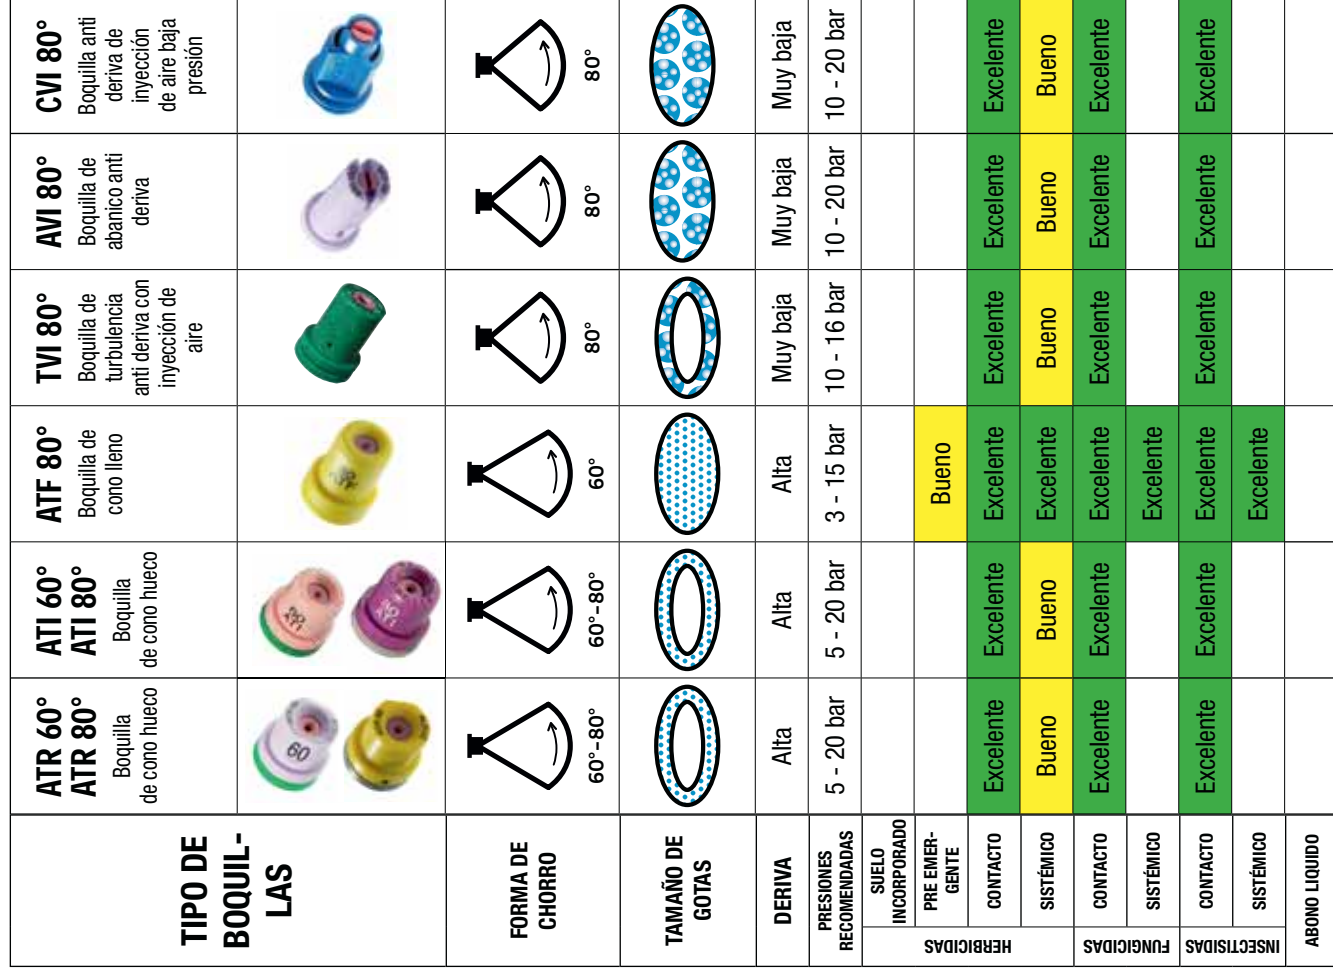 TIPO DE
BOQUIL-
LAS
ATR 60°
ATR 80°
Boquilla
de cono hueco
ATI 60°
ATI 80°
Boquilla
de cono hueco
ATF 80°
Boquilla de
cono lleno
TVI 80°
Boquilla de
turbulencia
anti deriva con
inyección de
aire
AVI 80°
Boquilla de
abanico anti
deriva
CVI 80°
Boquilla anti
deriva de
inyección
de aire baja
presión
60
FORMA DE
CHORRO
60°-80°
60°-80°
60°
80°
80°
80°
TAMAÑO DE
GOTAS
DERIVA
Alta
Alta
Alta
Muy baja
Muy baja
Muy baja
PRESIONES
RECOMENDADAS
5 - 20 bar
5 - 20 bar
3 - 15 bar
10 - 16 bar
10 - 20 bar
10 - 20 bar
HERBICIDAS
SUELO
INCORPORADO
PRE EMER-
GENTE
Bueno
CONTACTO
Excelente
Excelente
Excelente
Excelente
Excelente
Excelente
SISTÉMICO
Bueno
Bueno
Excelente
Bueno
Bueno
Bueno
FUNGICIDAS
CONTACTO
Excelente
Excelente
Excelente
Excelente
Excelente
Excelente
SISTÉMICO
Excelente
INSECTISIDAS
CONTACTO
Excelente
Excelente
Excelente
Excelente
Excelente
Excelente
SISTÉMICO
Excelente
ABONO LIQUIDO